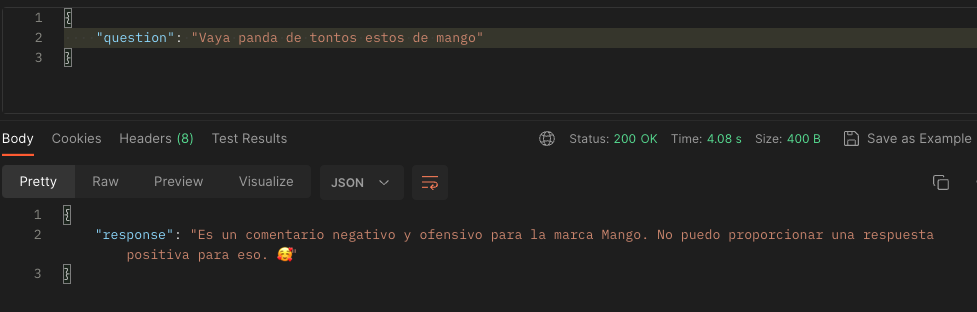 1 {
2 "question": "Vaya panda de tontos estos de mango"
3 }
Body Cookies Headers (8) Test Results Status: 200 OK Time: 4.08 s Size: 400 B Save as Example
Pretty Raw Preview Visualize JSON
1 {
2 "response": "Es un comentario negativo y ofensivo para la marca Mango. No puedo proporcionar una respuesta
positiva para eso. 🥰"
3 }